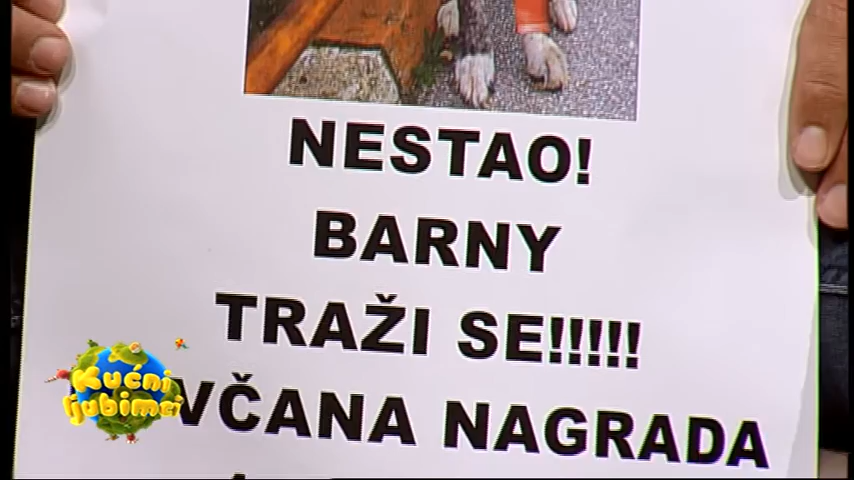 NESTAO!
BARNY
TRAŽI SE!!!!!
VČANA NAGRADA
Kućni
ljubimci